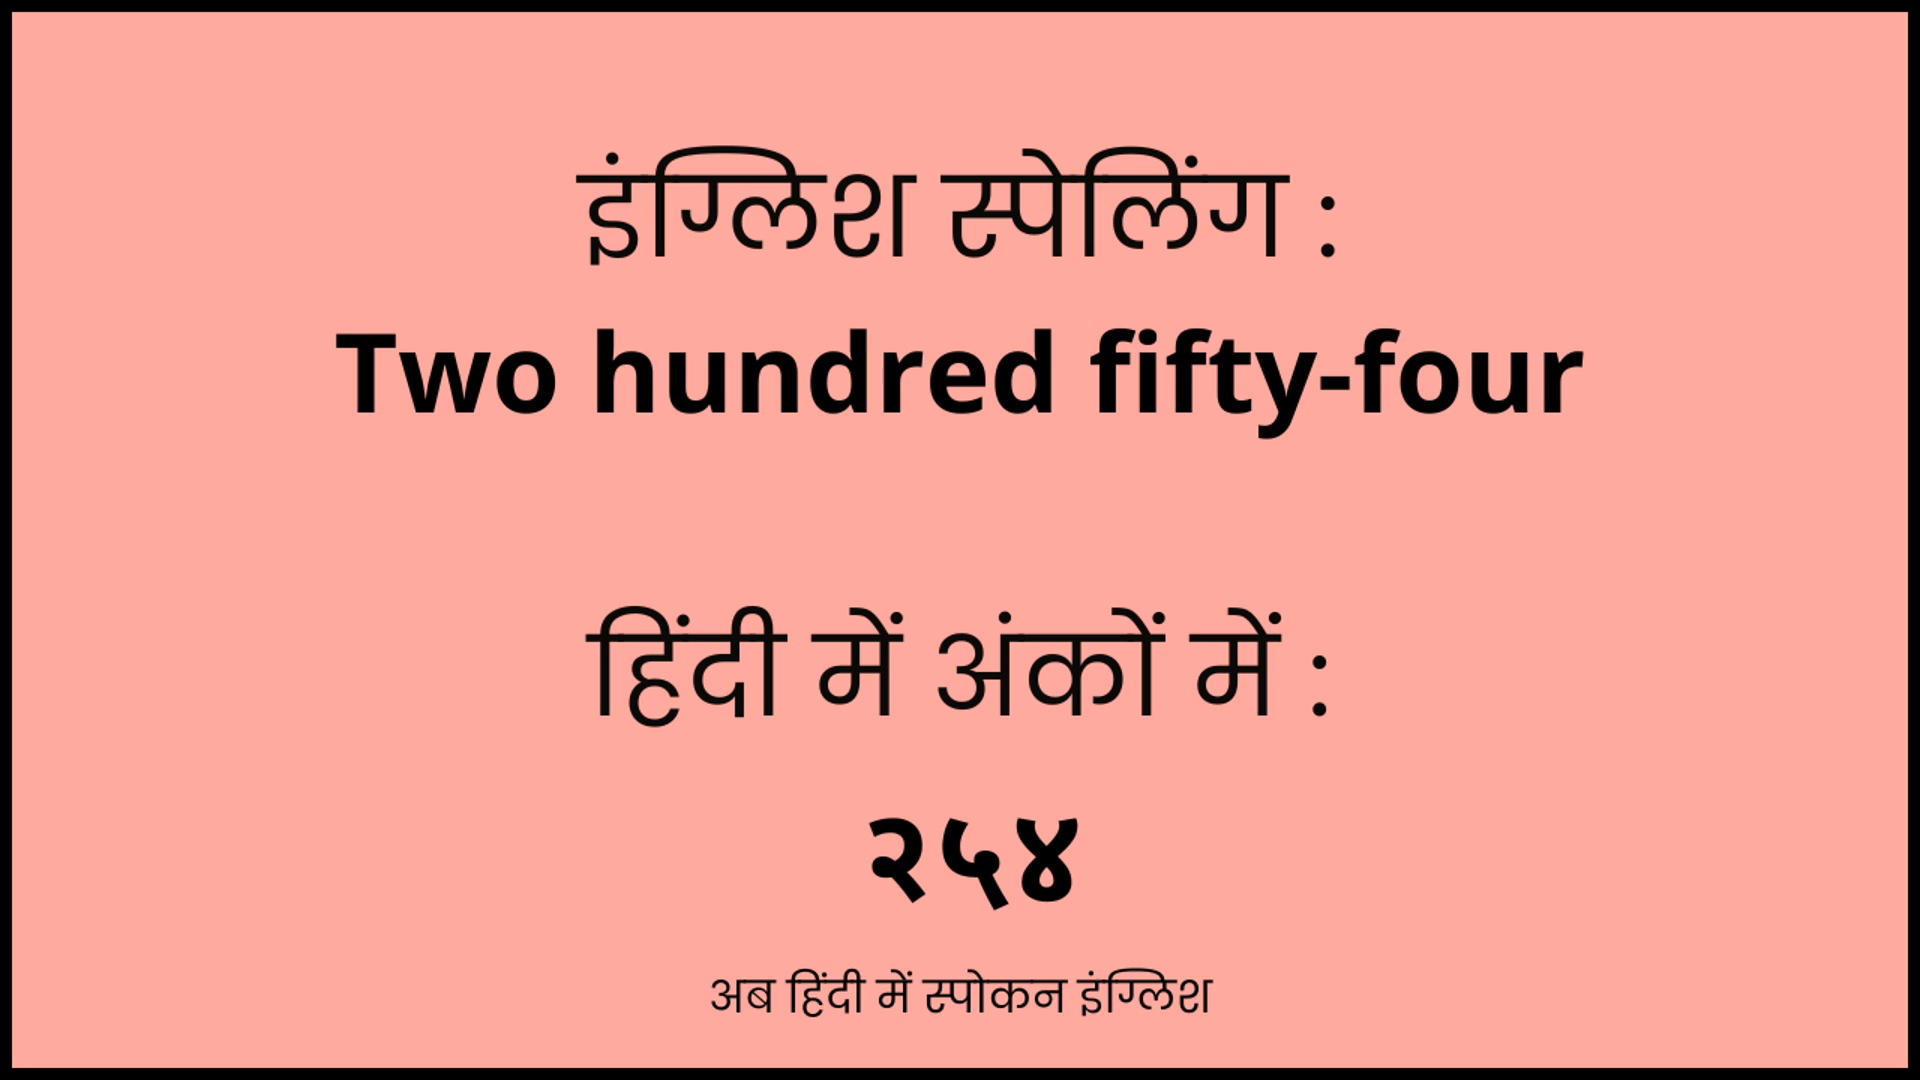 इंग्लिश स्पेलिंग :
Two hundred fifty-four
हिंदी में अंकों में :
२५४
अब हिंदी में स्पोकन इंग्लिश